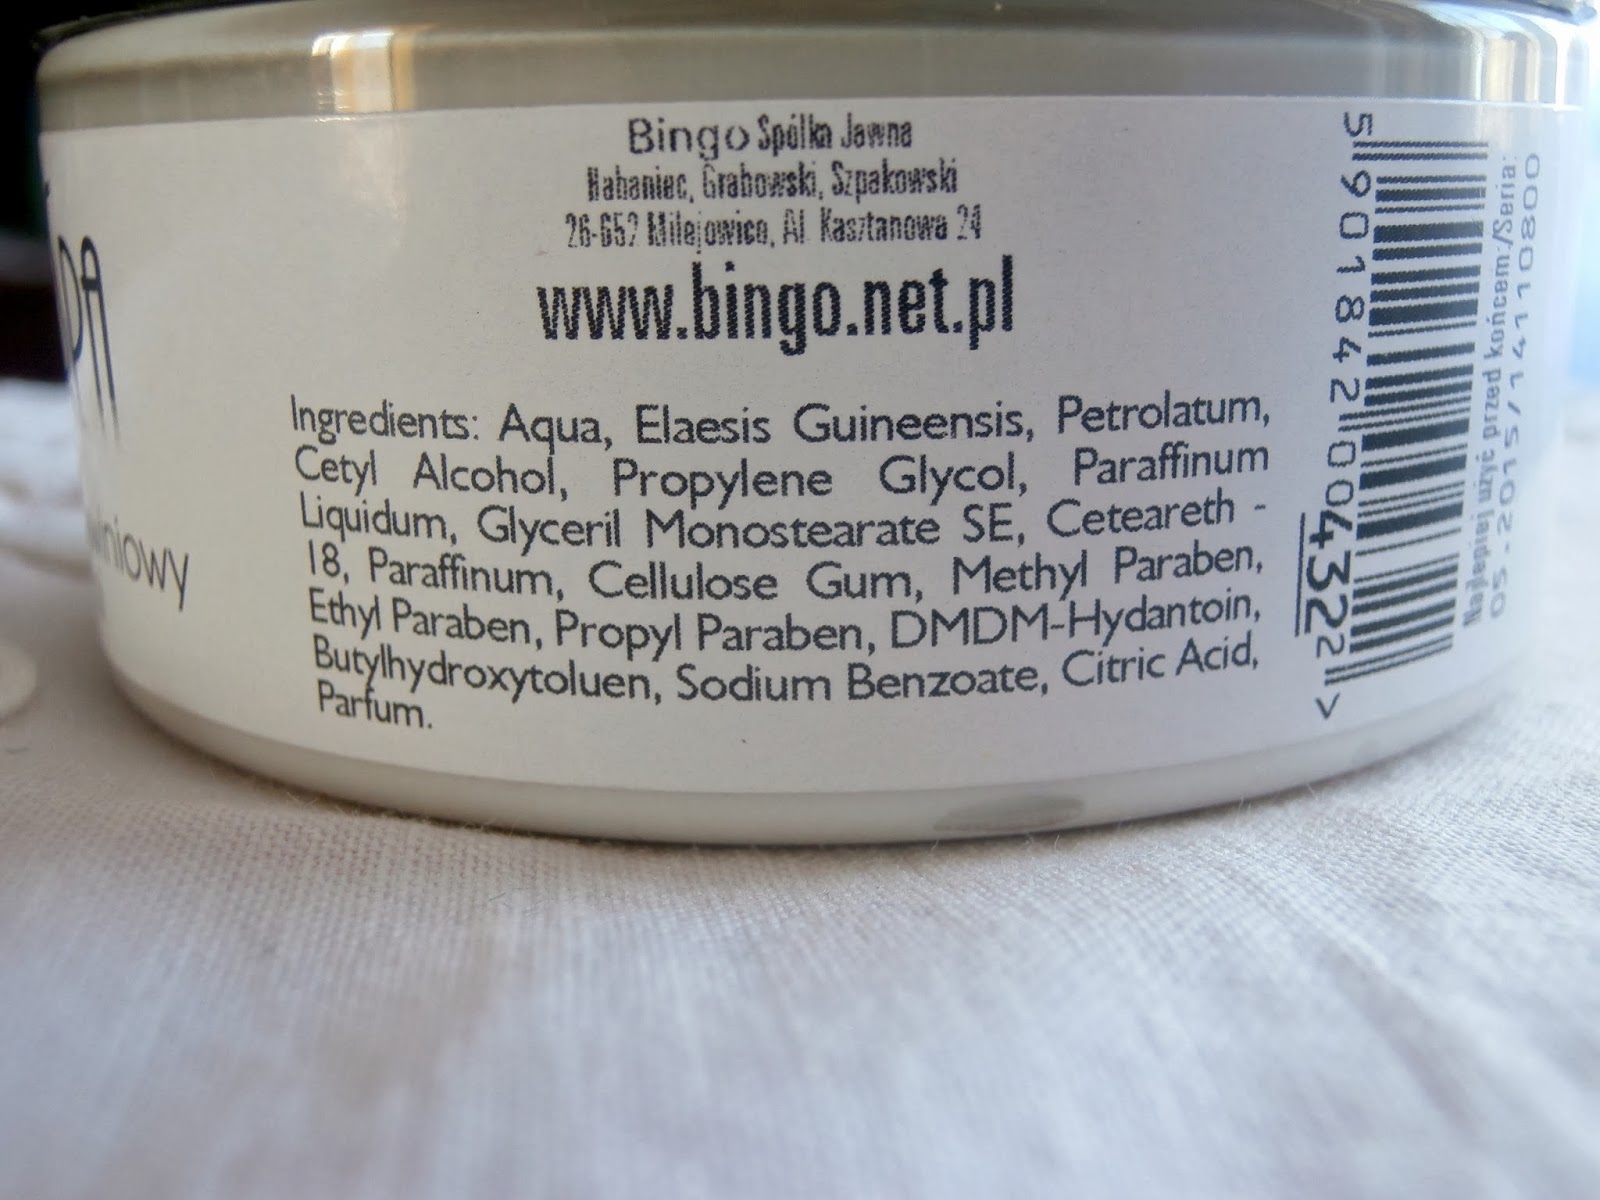 PA
niowy
Bingo Spółka Jawna
Habaniec, Grabowski, Szpakowski
26-652 Milejowice, Al. Kasztanowa 24
www.bingo.net.pl
Ingredients: Aqua, Elaesis Guineensis, Petrolatum,
Cetyl Alcohol, Propylene Glycol, Paraffinum
Liquidum, Glyceril Monostearate SE, Ceteareth -
18, Paraffinum, Cellulose Gum, Methyl Paraben,
Ethyl Paraben, Propyl Paraben, DMDM-Hydantoin,
Butylhydroxytoluen, Sodium Benzoate, Citric Acid,
Parfum.
5 901842 004322 >
Najlepiej użyć przed końcem:/Seria:
05-2015/14110800